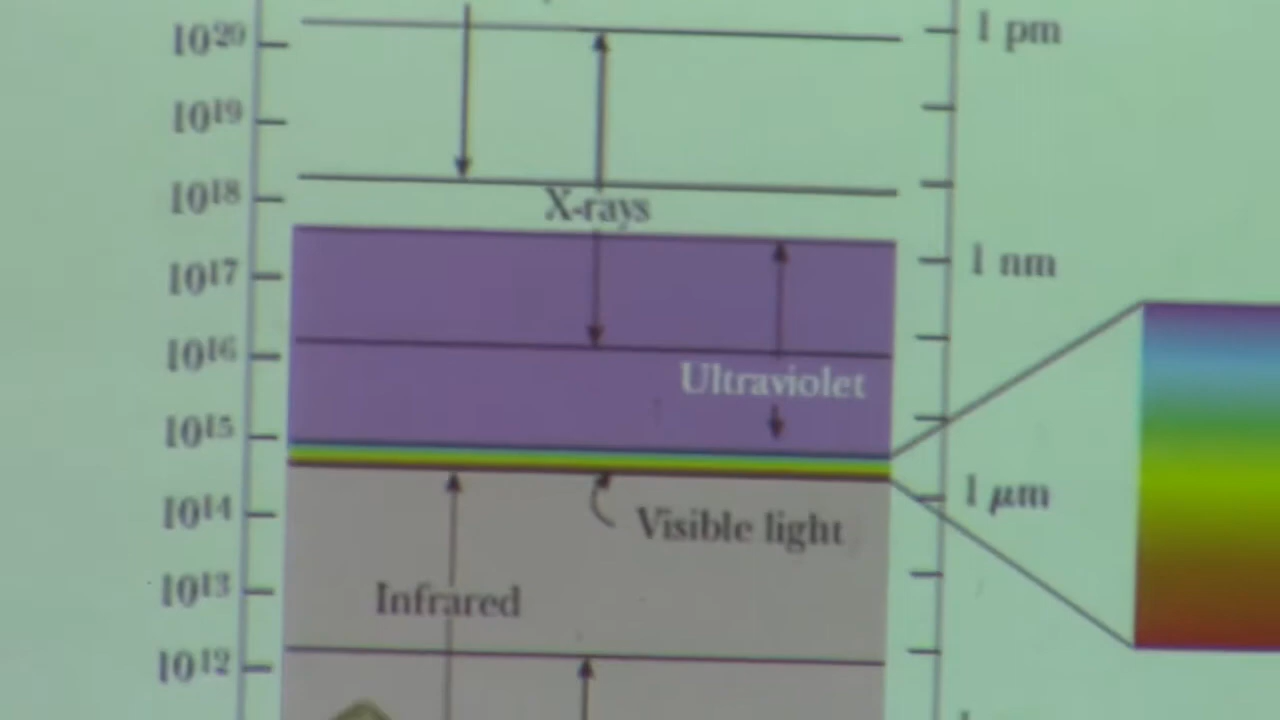 10²⁰
1 pm
10¹⁹
10¹⁸
X-rays
10¹⁷
1 nm
10¹⁶
Ultraviolet
10¹⁵
1 μm
10¹⁴
Visible light
10¹³
Infrared
10¹²